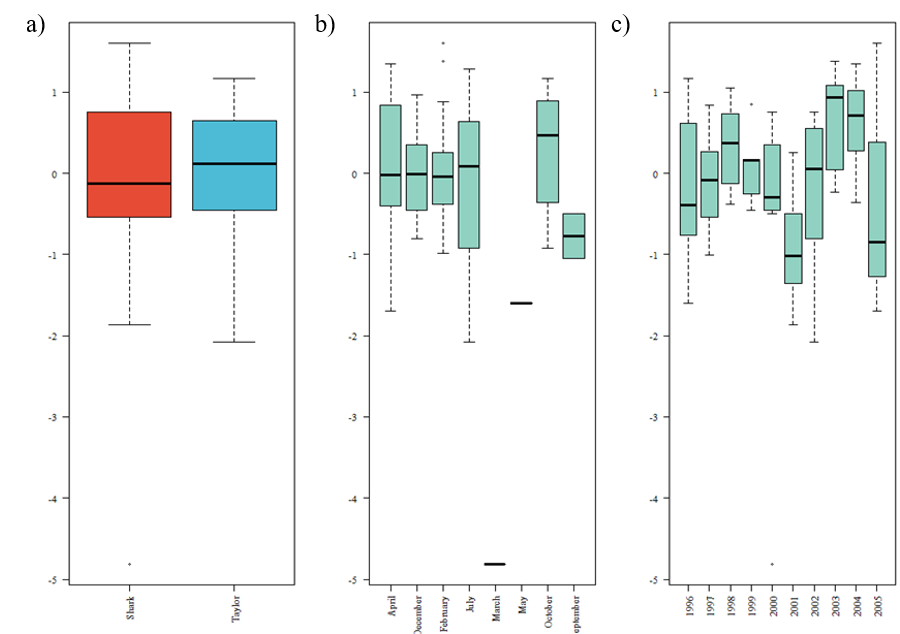 a)
1
0
-1
-2
-3
-4
-5
Shark
Taylor
b)
1
0
-1
-2
-3
-4
-5
April
December
February
July
March
May
October
eptember
c)
1
0
-1
-2
-3
-4
-5
1996
1997
1998
1999
2000
2001
2002
2003
2004
2005